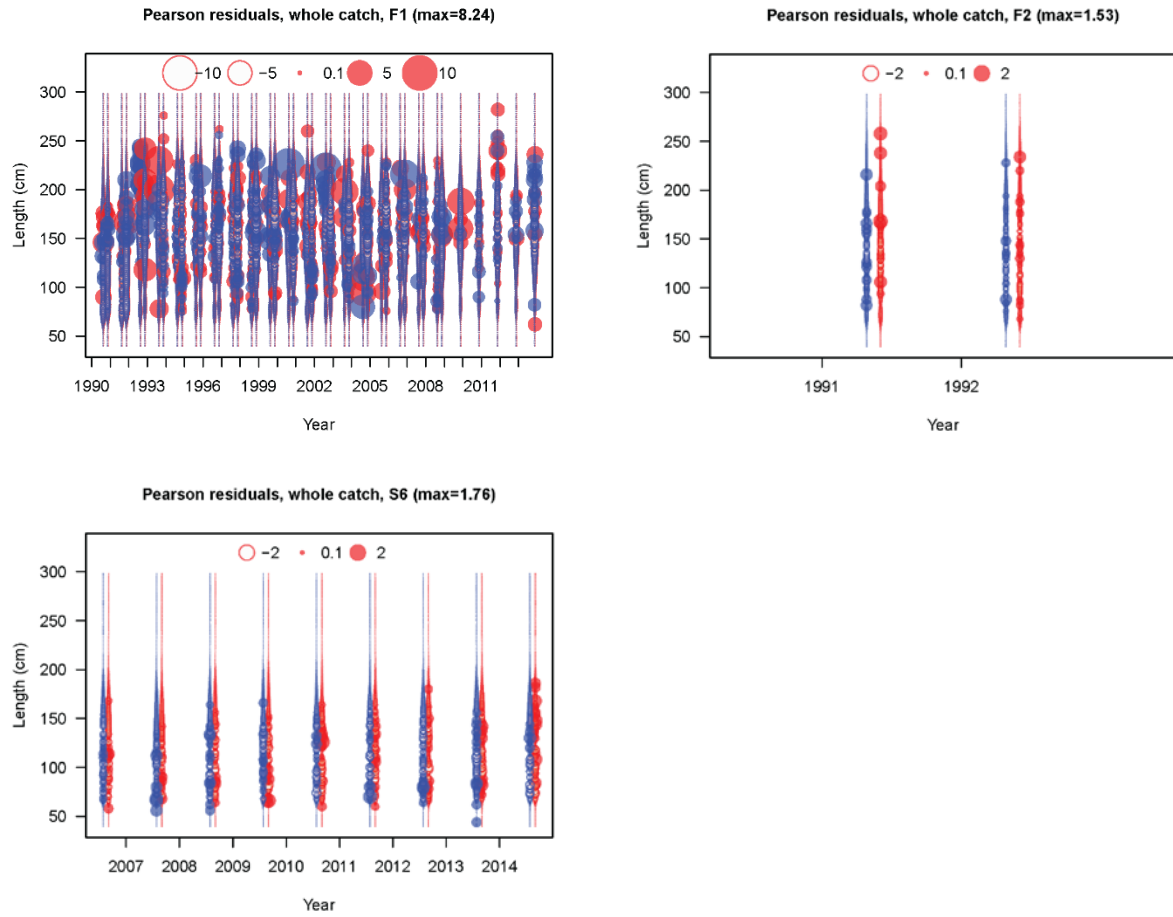 Pearson residuals, whole catch, F1 (max=8.24)
−10 −5 0.1 5 10
Length (cm)
300
250
200
150
100
50
1990 1993 1996 1999 2002 2005 2008 2011
Year
Pearson residuals, whole catch, F2 (max=1.53)
−2 0.1 2
Length (cm)
300
250
200
150
100
50
1991 1992
Year
Pearson residuals, whole catch, S6 (max=1.76)
−2 0.1 2
Length (cm)
300
250
200
150
100
50
2007 2008 2009 2010 2011 2012 2013 2014
Year